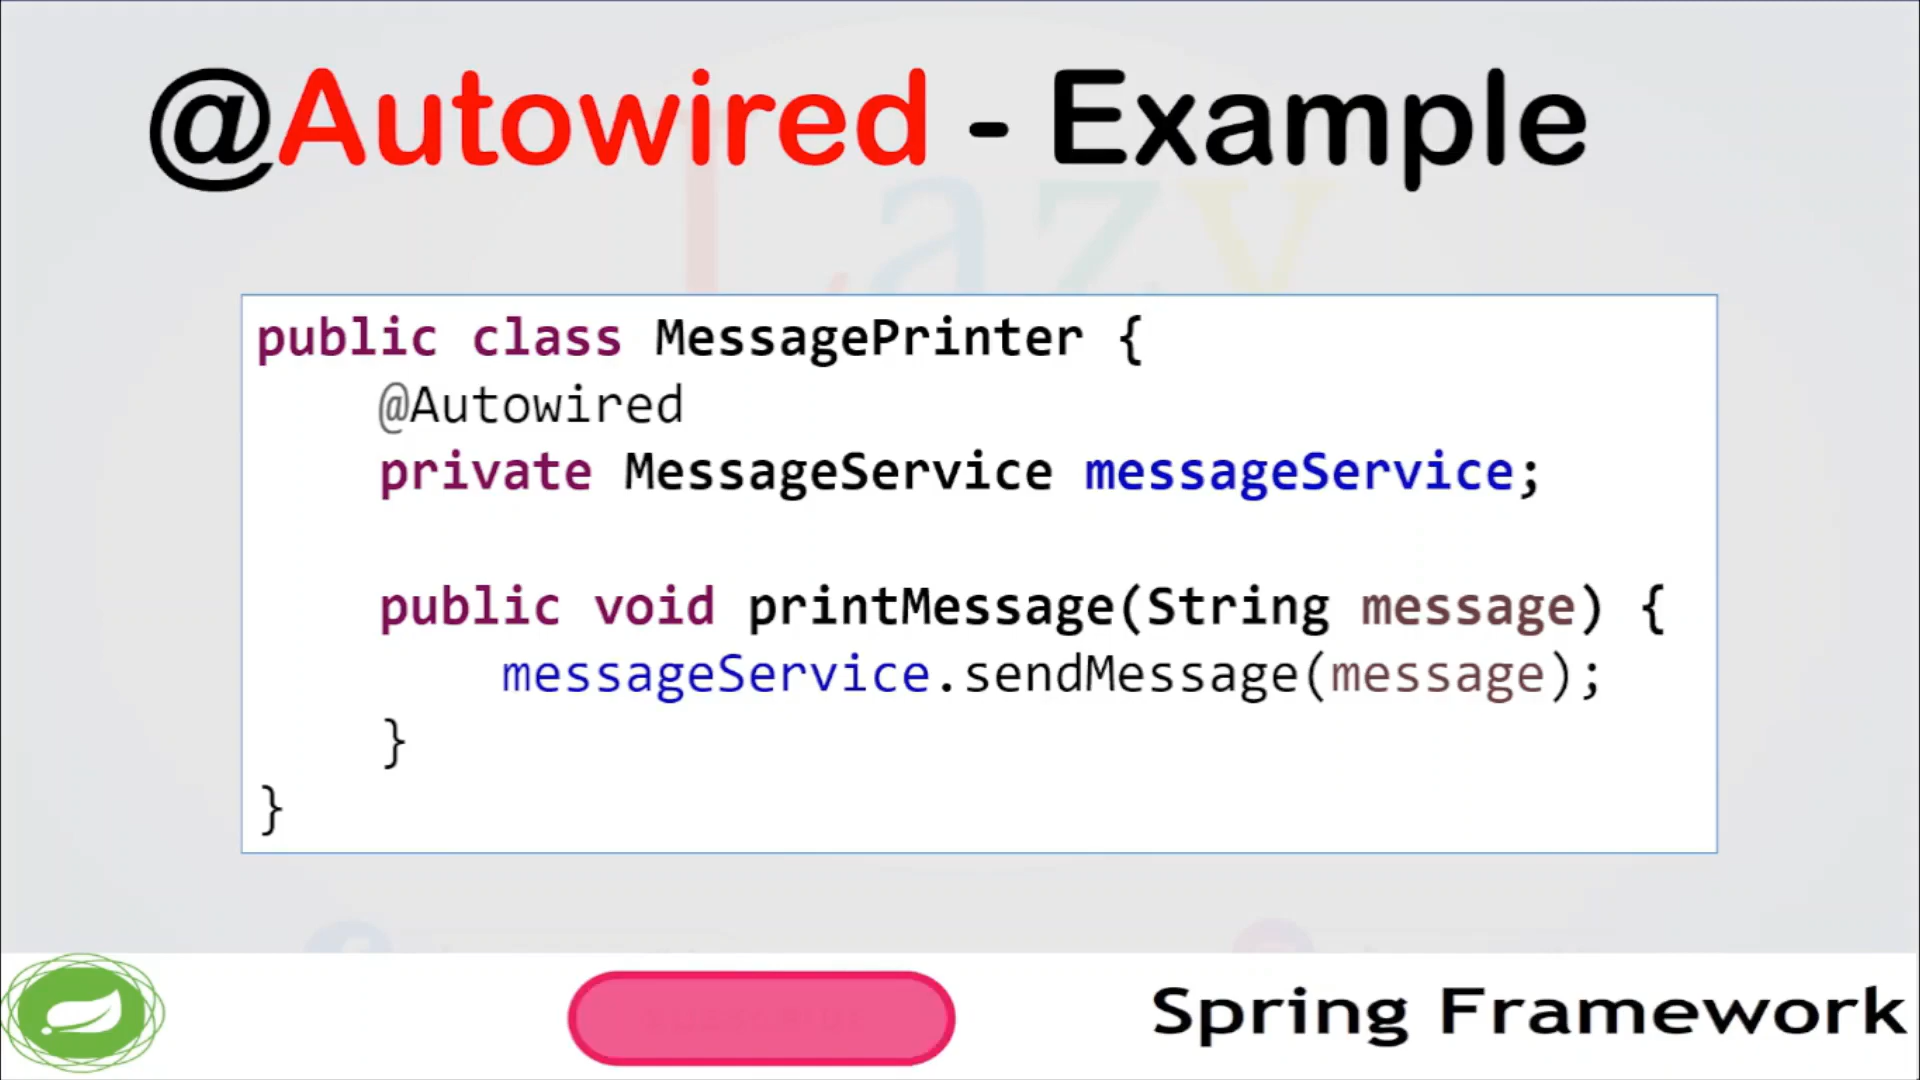 @Autowired - Example
Lazy
public class MessagePrinter {
@Autowired
private MessageService messageService;
public void printMessage(String message) {
messageService.sendMessage(message);
}
}
Spring Framework